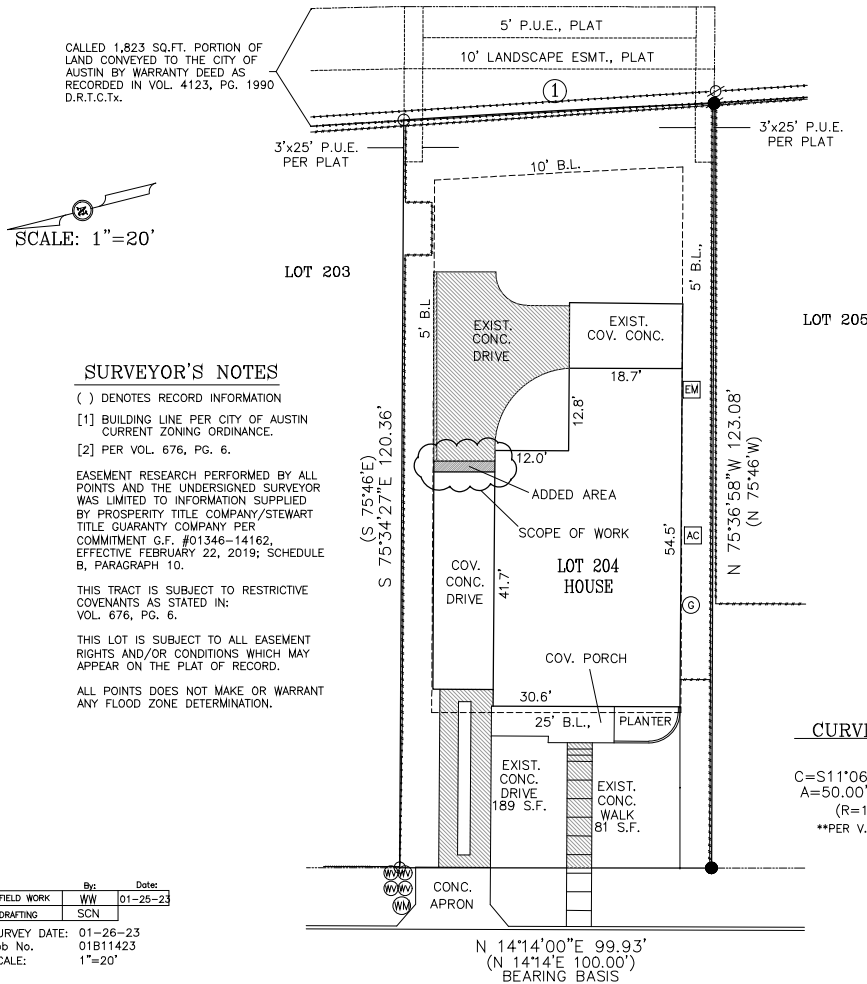 5' P.U.E., PLAT
CALLED 1,823 SQ.FT. PORTION OF
LAND CONVEYED TO THE CITY OF
AUSTIN BY WARRANTY DEED AS
RECORDED IN VOL. 4123, PG. 1990
D.R.T.C.Tx.
10' LANDSCAPE ESMT., PLAT
1
3'x25' P.U.E.
PER PLAT
3'x25' P.U.E.
PER PLAT
10' B.L.
SCALE: 1"=20'
LOT 203
5' B.L.,
5' B.L
LOT 205
EXIST.
CONC.
DRIVE
EXIST.
COV. CONC.
18.7'
12.8'
12.0'
EM
SURVEYOR'S NOTES
( ) DENOTES RECORD INFORMATION
[1] BUILDING LINE PER CITY OF AUSTIN
CURRENT ZONING ORDINANCE.
[2] PER VOL. 676, PG. 6.
EASEMENT RESEARCH PERFORMED BY ALL
POINTS AND THE UNDERSIGNED SURVEYOR
WAS LIMITED TO INFORMATION SUPPLIED
BY PROSPERITY TITLE COMPANY/STEWART
TITLE GUARANTY COMPANY PER
COMMITMENT G.F. #01346-14162,
EFFECTIVE FEBRUARY 22, 2019; SCHEDULE
B, PARAGRAPH 10.
THIS TRACT IS SUBJECT TO RESTRICTIVE
COVENANTS AS STATED IN:
VOL. 676, PG. 6.
THIS LOT IS SUBJECT TO ALL EASEMENT
RIGHTS AND/OR CONDITIONS WHICH MAY
APPEAR ON THE PLAT OF RECORD.
ALL POINTS DOES NOT MAKE OR WARRANT
ANY FLOOD ZONE DETERMINATION.
(S 75°46'E)
S 75°34'27"E 120.36'
N 75°36'58"W 123.08'
(N 75°46'W)
ADDED AREA
SCOPE OF WORK
AC
54.5'
COV.
CONC.
DRIVE
41.7'
LOT 204
HOUSE
G
COV. PORCH
30.6'
25' B.L.,
PLANTER
EXIST.
CONC.
DRIVE
189 S.F.
EXIST.
CONC.
WALK
81 S.F.
CURV
C=S11°06
A=50.00'
(R=1
**PER V.
WV WV
WV WV
WM
CONC.
APRON
By: Date:
FIELD WORK WW 01-25-23
DRAFTING SCN
URVEY DATE: 01-26-23
ob No. 01B11423
CALE: 1"=20'
N 14°14'00"E 99.93'
(N 14°14'E 100.00')
BEARING BASIS